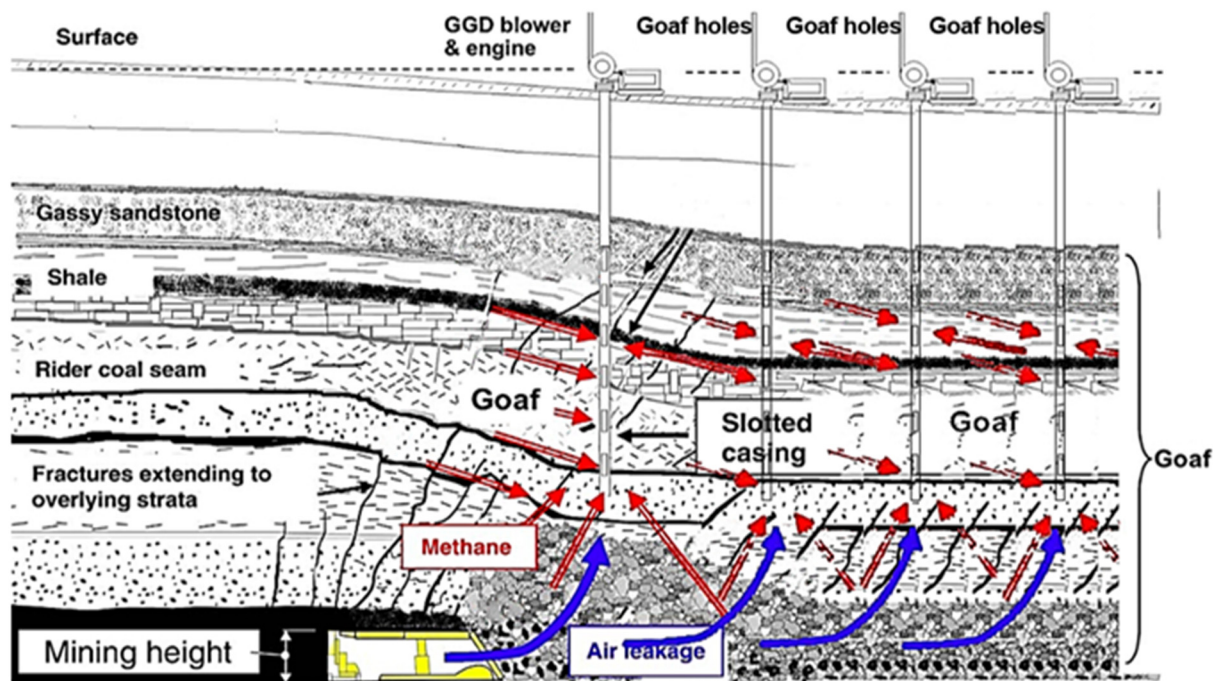 Surface
GGD blower
& engine
Goaf holes
Goaf holes
Goaf holes
Gassy sandstone
Shale
Rider coal seam
Goaf
Slotted
casing
Goaf
Goaf
Fractures extending to
overlying strata
Methane
Mining height
Air leakage